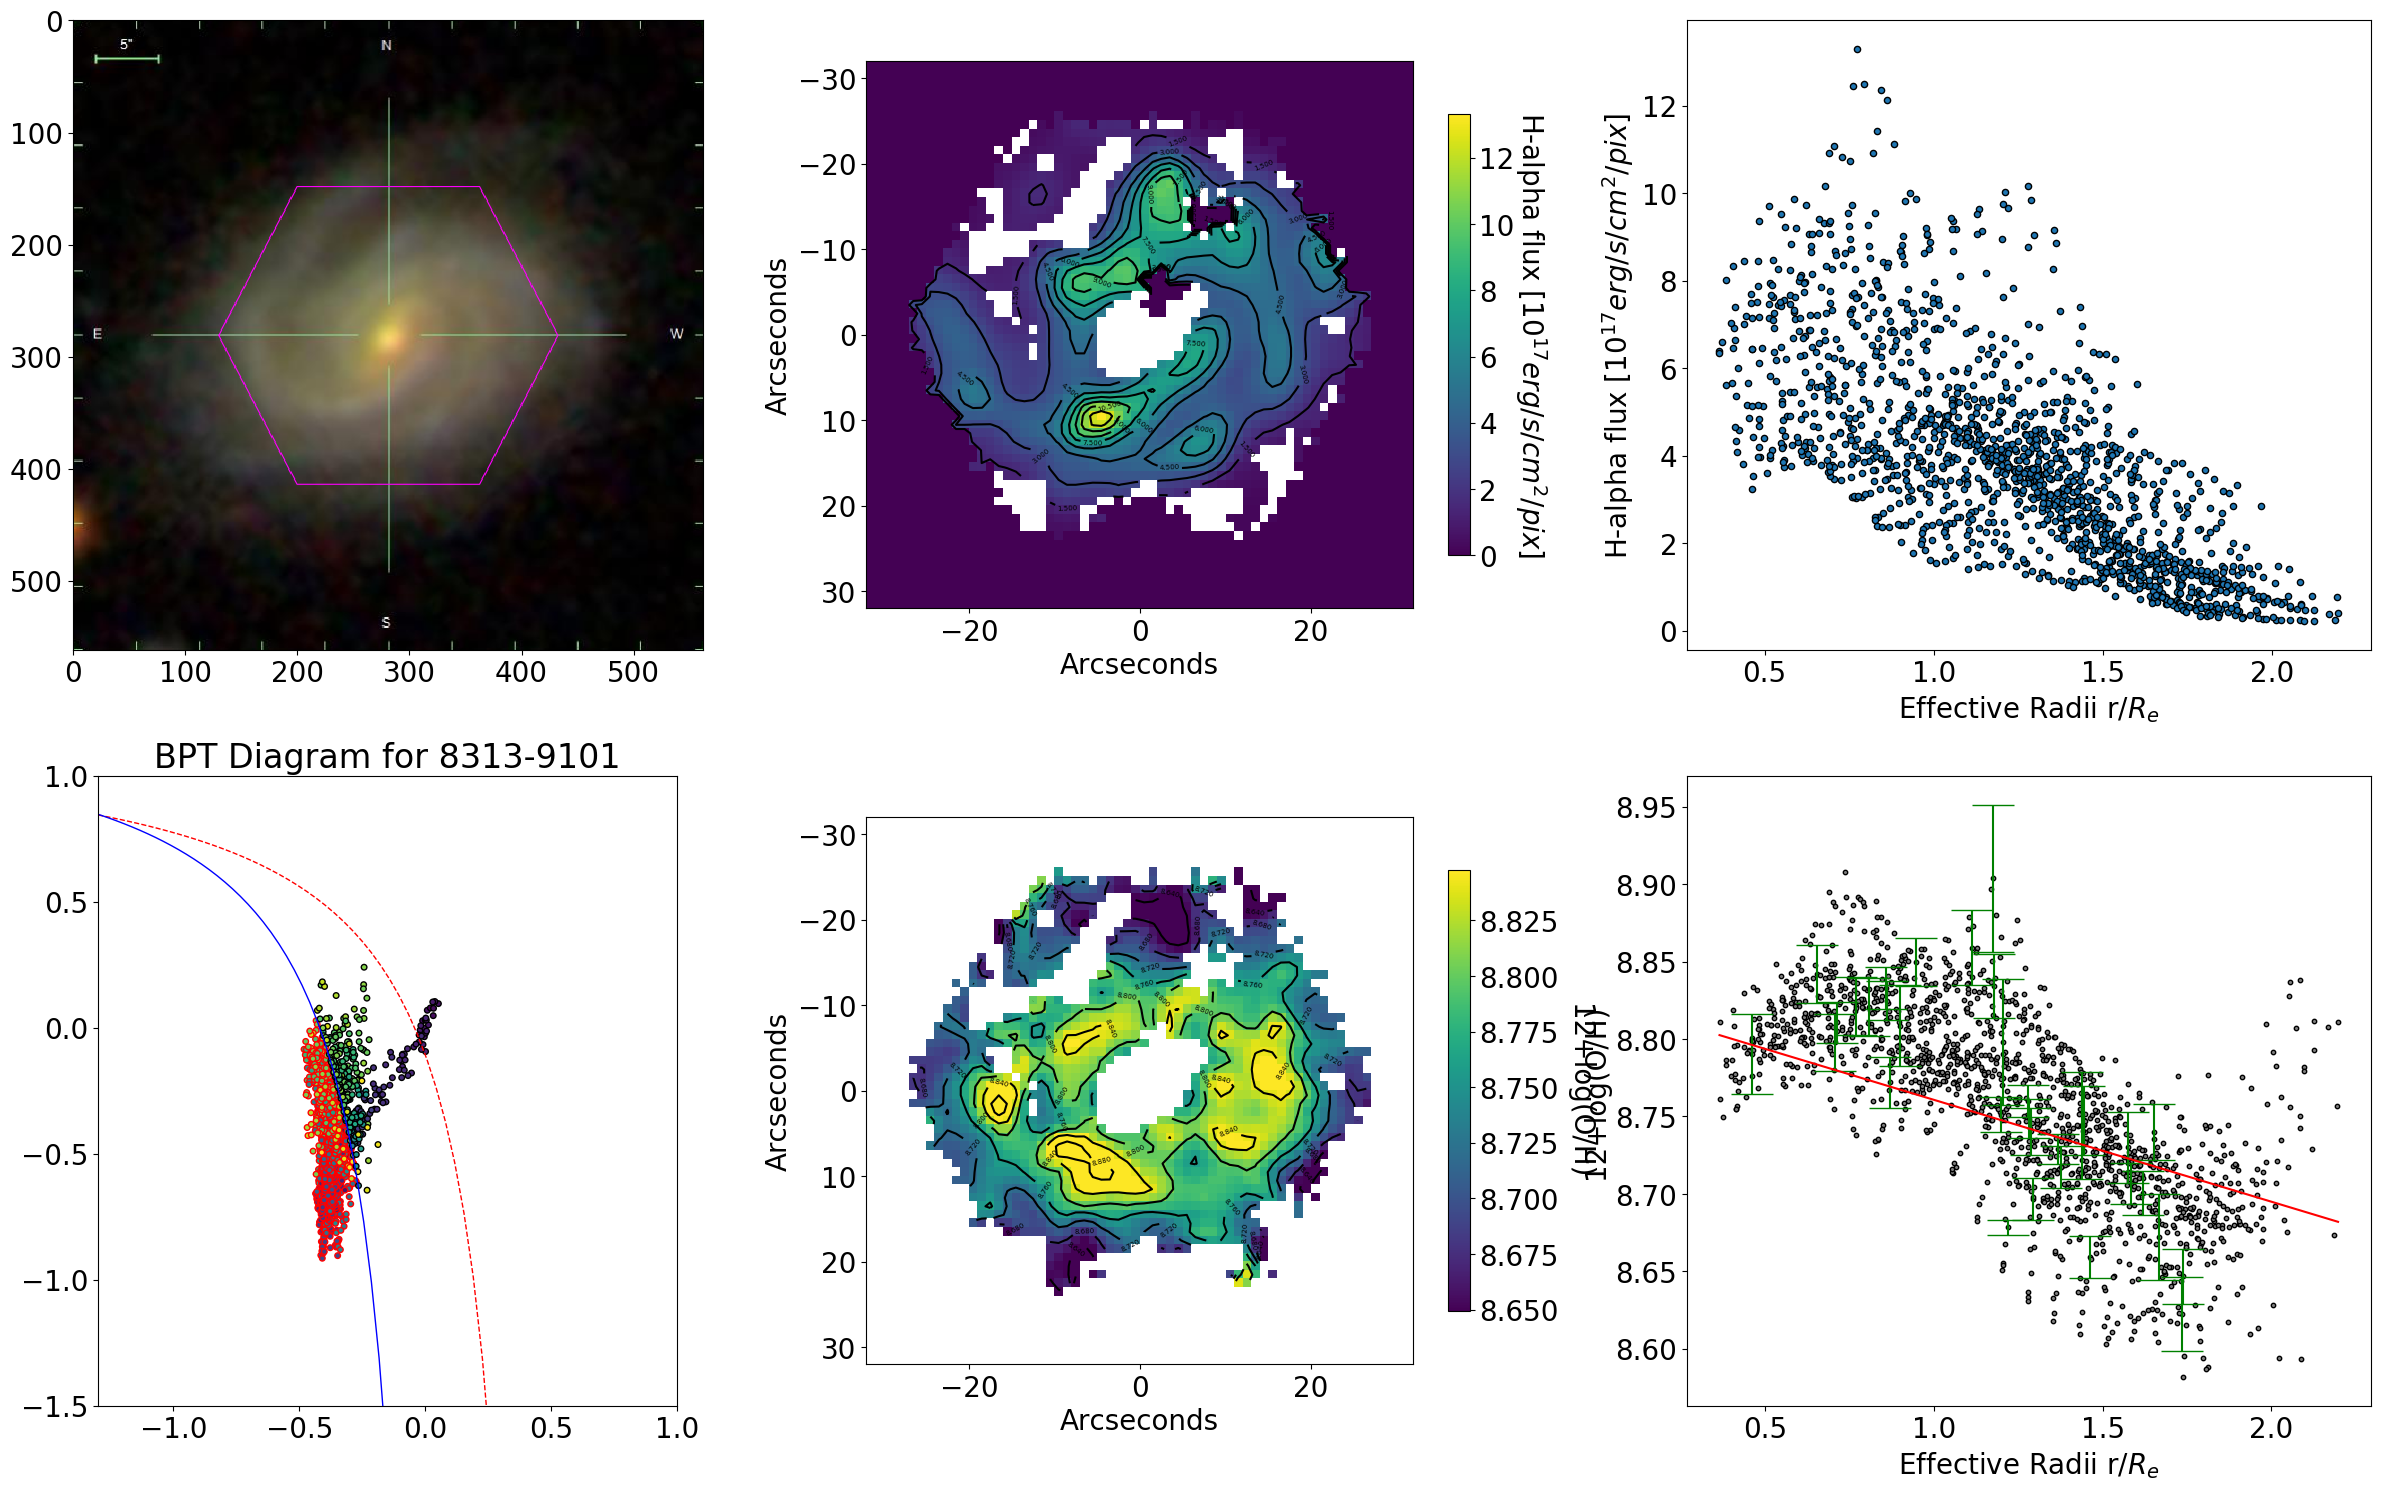 0
100
200
300
400
500
0 100 200 300 400 500
5"
N
E
W
S
−30
−20
−10
0
10
20
30
−20 0 20
Arcseconds
Arcseconds
12
10
8
6
4
2
0
H-alpha flux [10^17 erg/s/cm^2/pix]
12
10
8
6
4
2
0
H-alpha flux [10^17 erg/s/cm^2/pix]
0.5 1.0 1.5 2.0
Effective Radii r/R_e
BPT Diagram for 8313-9101
1.0
0.5
0.0
−0.5
−1.0
−1.5
−1.0 −0.5 0.0 0.5 1.0
−30
−20
−10
0
10
20
30
−20 0 20
Arcseconds
Arcseconds
8.825
8.800
8.775
8.750
8.725
8.700
8.675
8.650
12+log(O/H)
12+log(O/H)
8.95
8.90
8.85
8.80
8.75
8.70
8.65
8.60
0.5 1.0 1.5 2.0
Effective Radii r/R_e